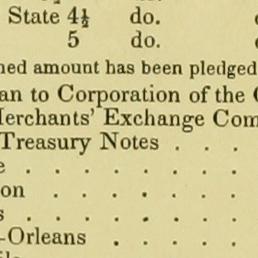 State 4½ do.
5 do.
ned amount has been pledged
an to Corporation of the
Merchants' Exchange Com
Treasury Notes . . .
e . . . . . . .
on . . . . . .
s . . . . . . .
-Orleans . . . . .